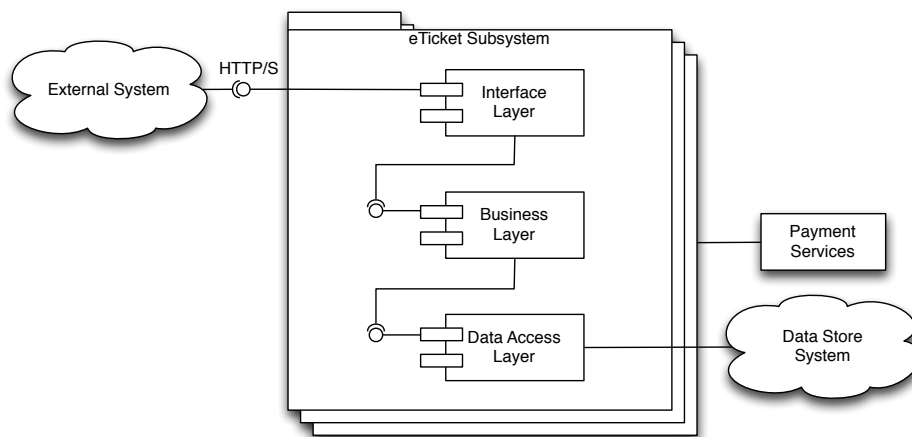 eTicket Subsystem
HTTP/S
External System
Interface
Layer
Business
Layer
Payment
Services
Data Access
Layer
Data Store
System